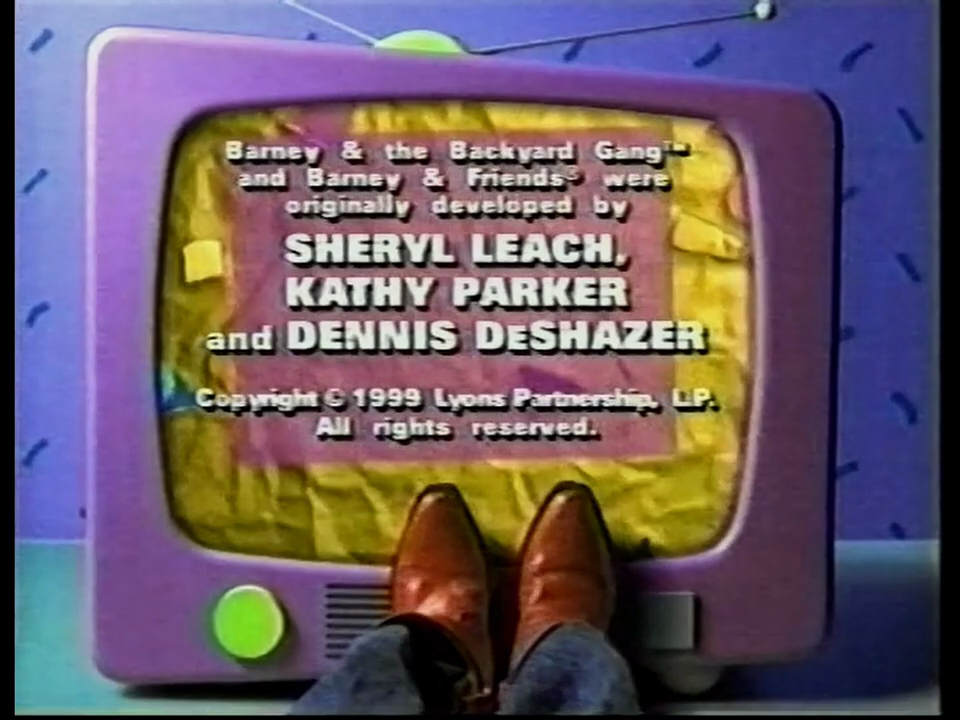 Barney & the Backyard Gang™
and Barney & Friends® were
originally developed by
SHERYL LEACH,
KATHY PARKER
and DENNIS DeSHAZER
Copyright © 1999 Lyons Partnership, L.P.
All rights reserved.